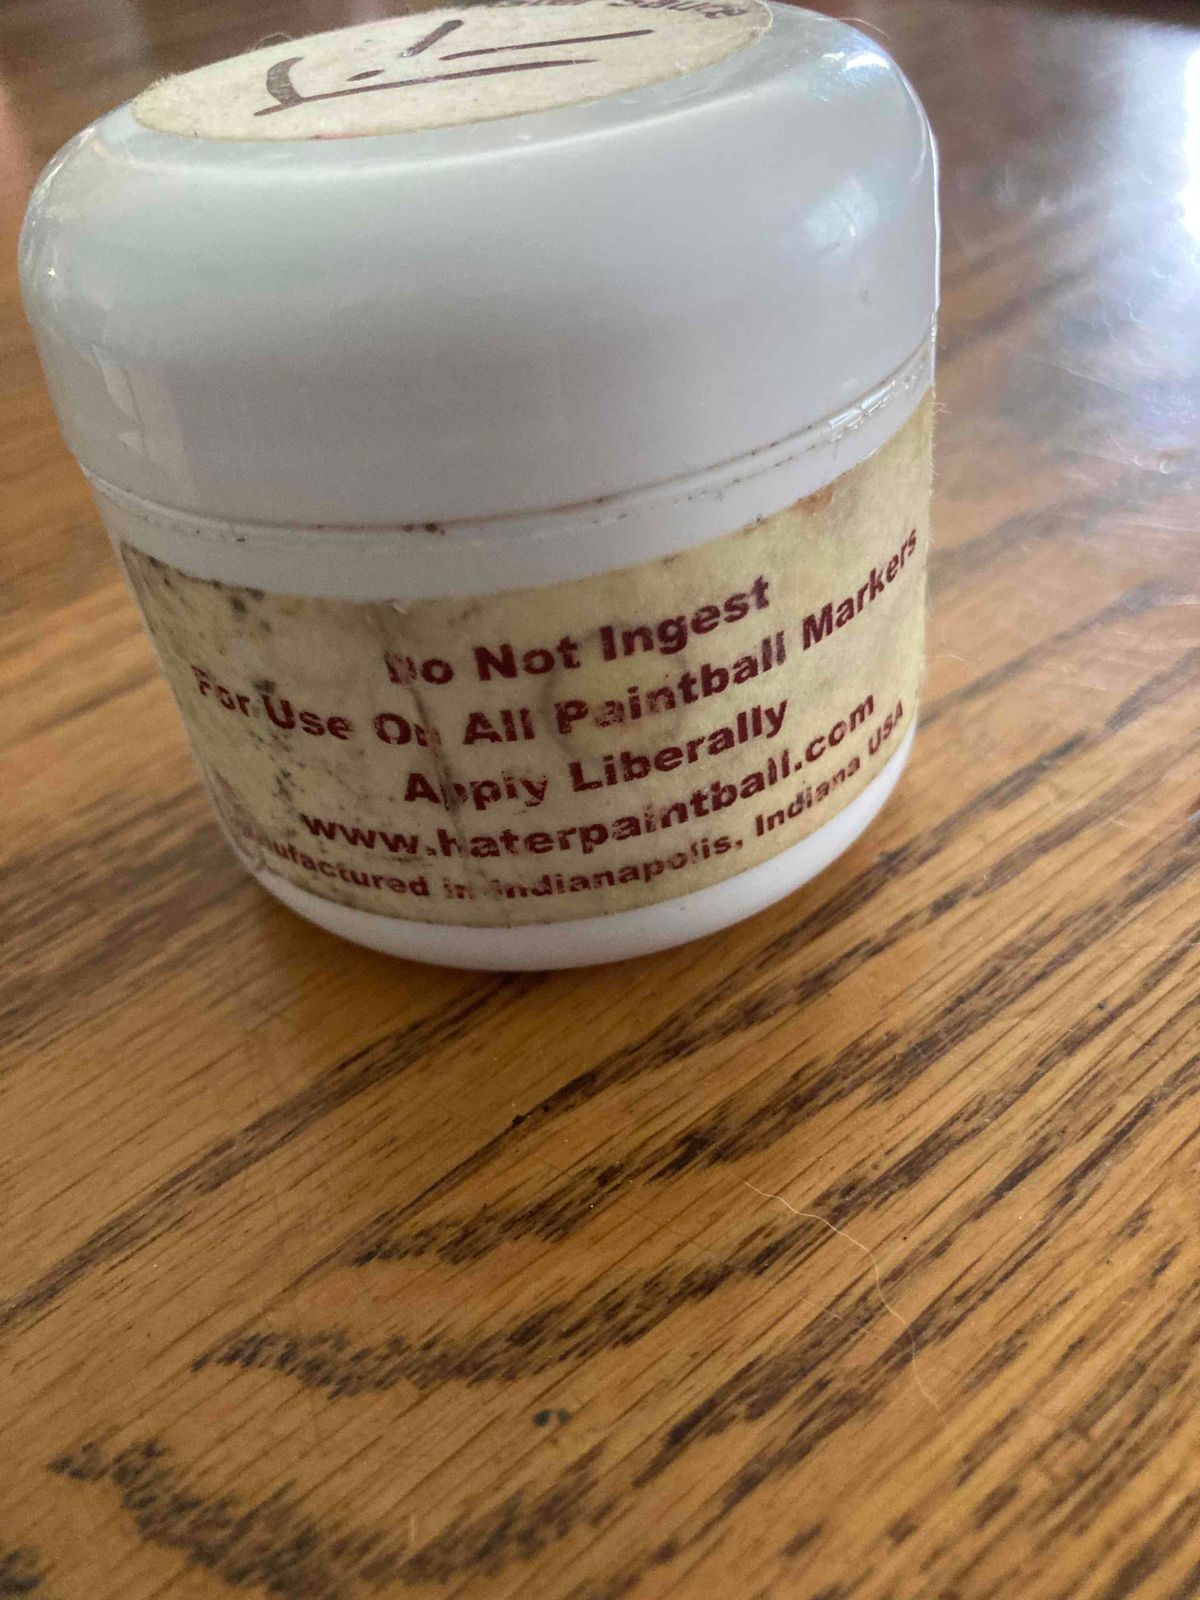 Sauce
Do Not Ingest
For Use On All Paintball Markers
Apply Liberally
www.haterpaintball.com
Manufactured in Indianapolis, Indiana USA